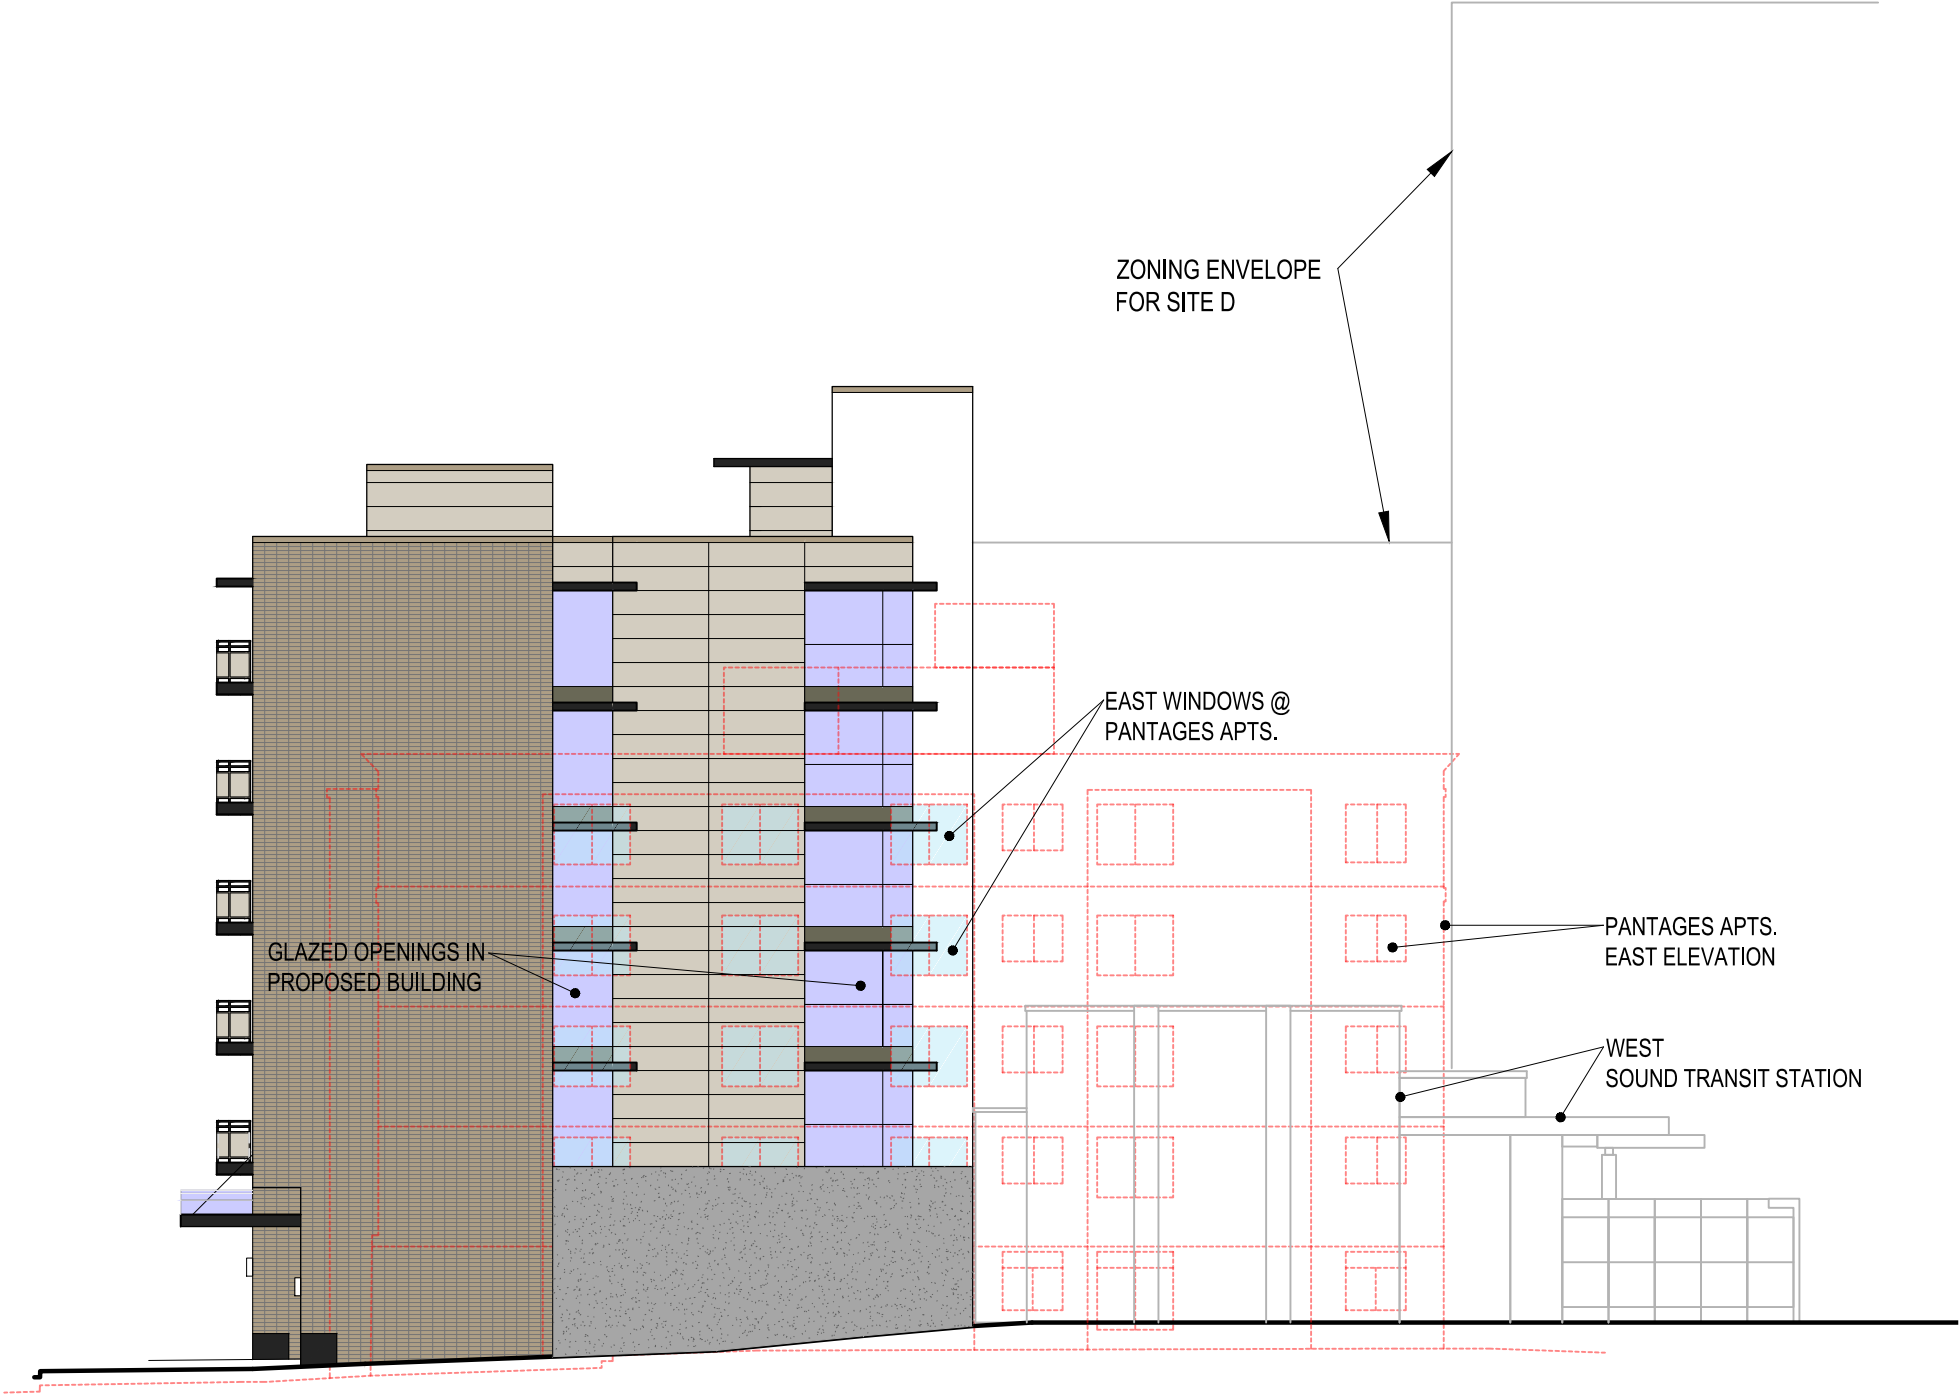 ZONING ENVELOPE
FOR SITE D
EAST WINDOWS @
PANTAGES APTS.
GLAZED OPENINGS IN
PROPOSED BUILDING
PANTAGES APTS.
EAST ELEVATION
WEST
SOUND TRANSIT STATION